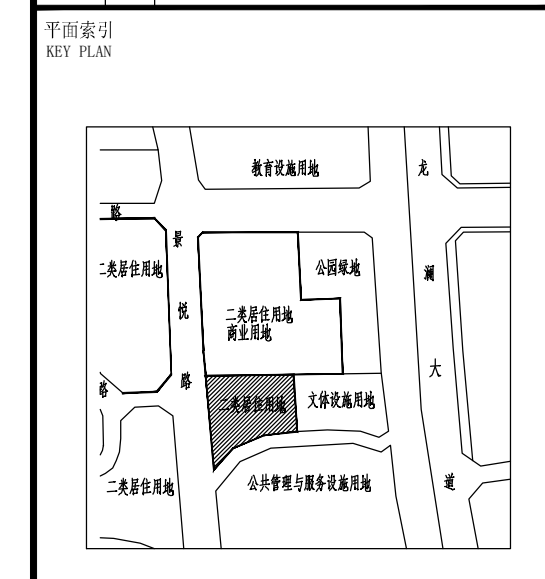 平面索引
KEY PLAN
教育设施用地
龙澜大道
路
景悦路
二类居住用地
公园绿地
二类居住用地
商业用地
路
二类居住用地
文体设施用地
二类居住用地
公共管理与服务设施用地